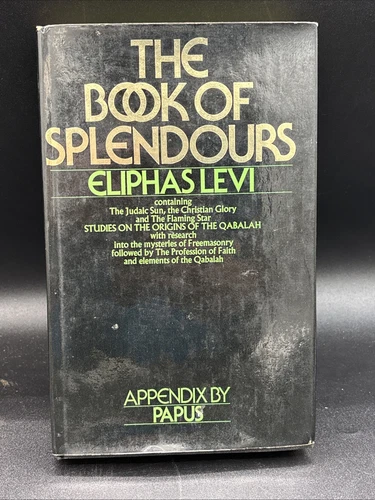 THE
BOOK OF
SPLENDOURS
ELIPHAS LEVI
containing
The Judaic Sun, the Christian Glory
and The Flaming Star
STUDIES ON THE ORIGINS OF THE QABALAH
with research
into the mysteries of Freemasonry
followed by The Profession of Faith
and elements of the Qabalah
APPENDIX BY
PAPUS